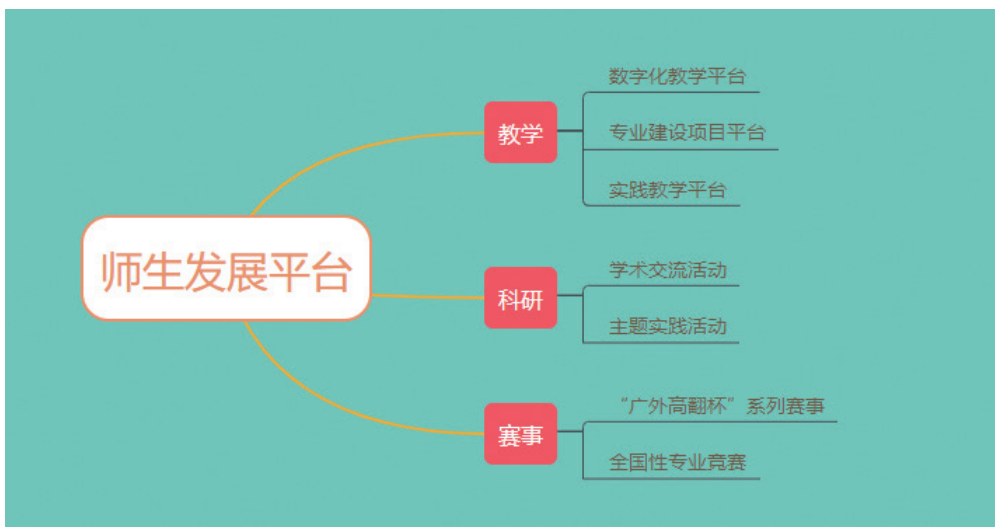 师生发展平台
教学
数字化教学平台
专业建设项目平台
实践教学平台
科研
学术交流活动
主题实践活动
赛事
“广外高翻杯”系列赛事
全国性专业竞赛